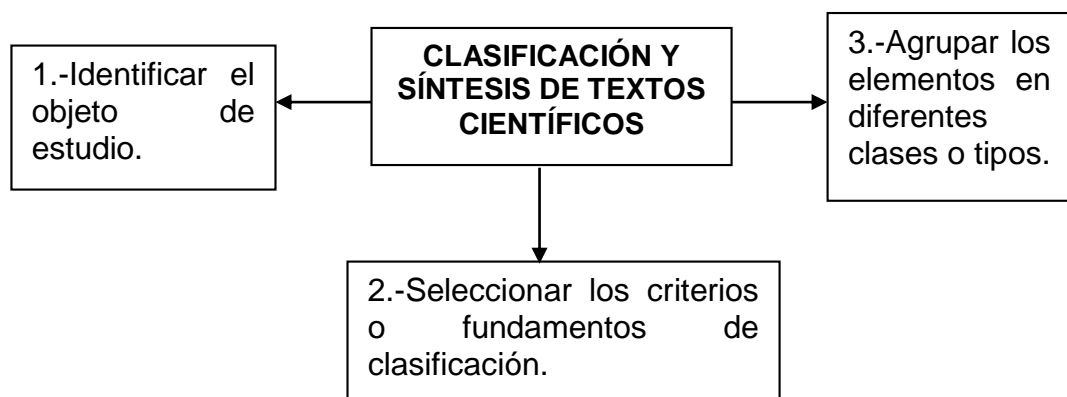 CLASIFICACIÓN Y
SÍNTESIS DE TEXTOS
CIENTÍFICOS
1.-Identificar el
objeto de
estudio.
2.-Seleccionar los criterios
o fundamentos de
clasificación.
3.-Agrupar los
elementos en
diferentes
clases o tipos.